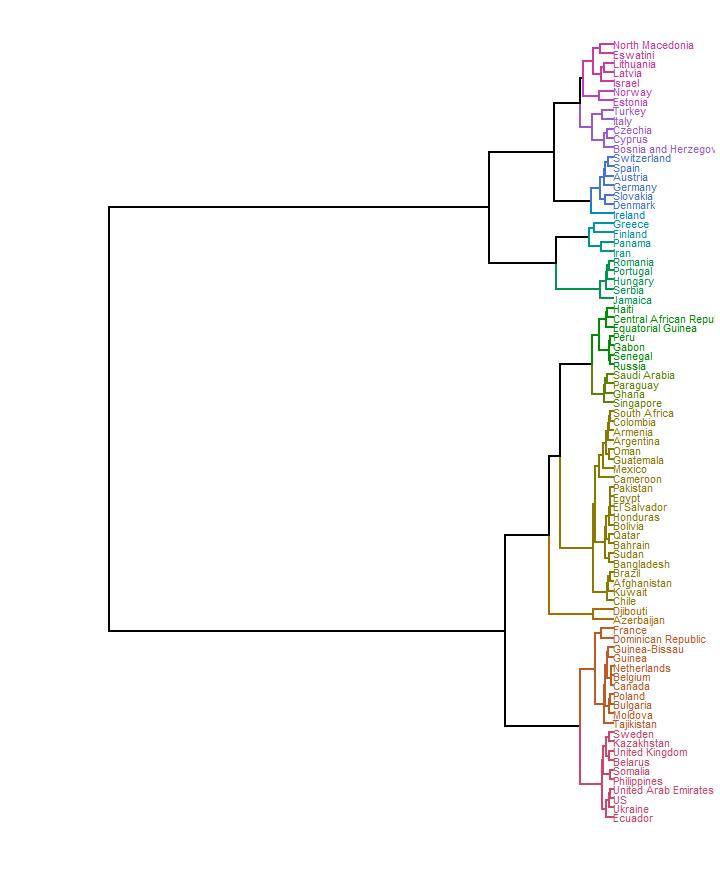 North Macedonia
Eswatini
Lithuania
Latvia
Israel
Norway
Estonia
Turkey
Italy
Czechia
Cyprus
Bosnia and Herzegov
Switzerland
Spain
Austria
Germany
Slovakia
Denmark
Ireland
Greece
Finland
Panama
Iran
Romania
Portugal
Hungary
Serbia
Jamaica
Haiti
Central African Repu
Equatorial Guinea
Peru
Gabon
Senegal
Russia
Saudi Arabia
Paraguay
Ghana
Singapore
South Africa
Colombia
Armenia
Argentina
Oman
Guatemala
Mexico
Cameroon
Pakistan
Egypt
El Salvador
Honduras
Bolivia
Qatar
Bahrain
Sudan
Bangladesh
Brazil
Afghanistan
Kuwait
Chile
Djibouti
Azerbaijan
France
Dominican Republic
Guinea-Bissau
Guinea
Netherlands
Belgium
Canada
Poland
Bulgaria
Moldova
Tajikistan
Sweden
Kazakhstan
United Kingdom
Belarus
Somalia
Philippines
United Arab Emirates
US
Ukraine
Ecuador